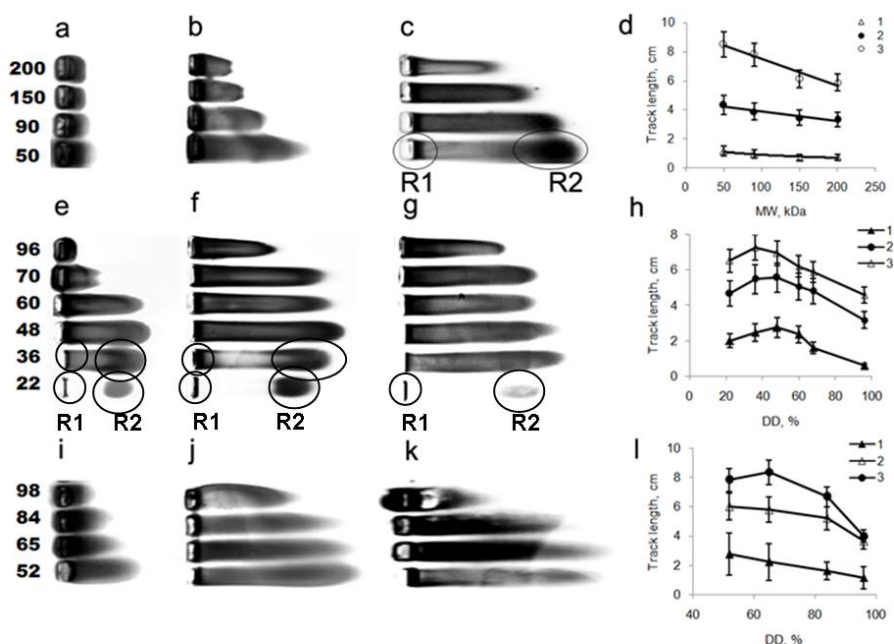 a
b
c
d
200
150
90
50
R1 R2
Track length, cm
10
8
6
4
2
0
0 50 100 150 200 250
MW, kDa
1
2
3
e
f
g
h
96
70
60
48
36
22
R1 R2
R1 R2
R1 R2
Track length, cm
8
6
4
2
0
0 20 40 60 80 100
DD, %
1
2
3
i
j
k
l
98
84
65
52
Track length, cm
10
8
6
4
2
0
40 60 80 100
DD, %
1
2
3